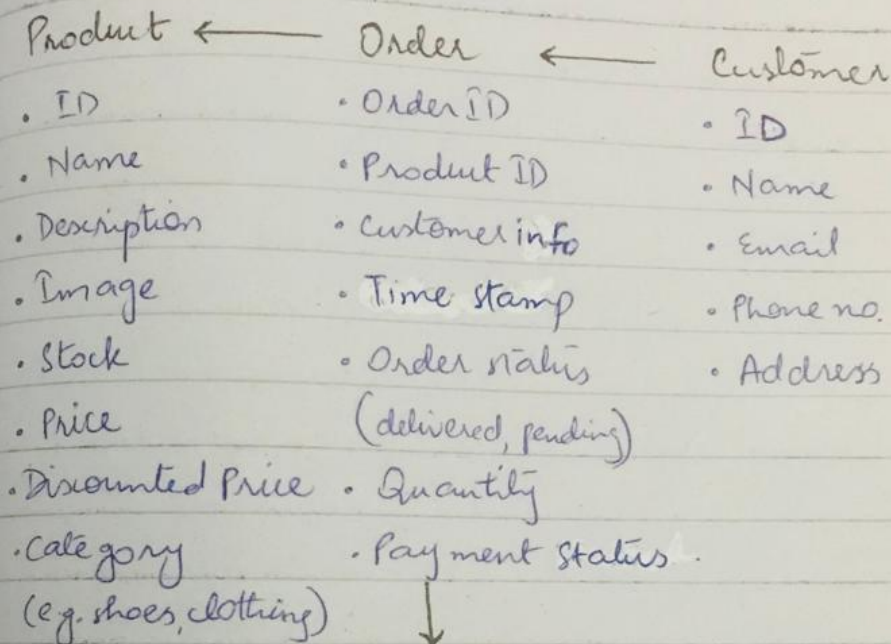 Product ← Order ← Customer
. ID
. Name
. Description
. Image
. Stock
. Price
. Discounted Price
. Category
(e.g. shoes, clothing)
. Order ID
. Product ID
. Customer info
. Time stamp
. Order status
(delivered, pending)
. Quantity
. Payment Status
↓
. ID
. Name
. Email
. Phone no.
. Address